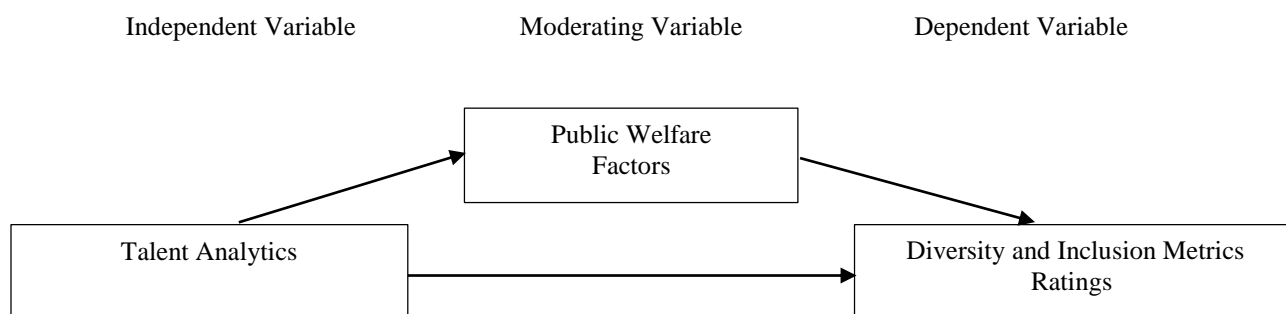 Independent Variable
Moderating Variable
Dependent Variable
Public Welfare
Factors
Talent Analytics
Diversity and Inclusion Metrics
Ratings